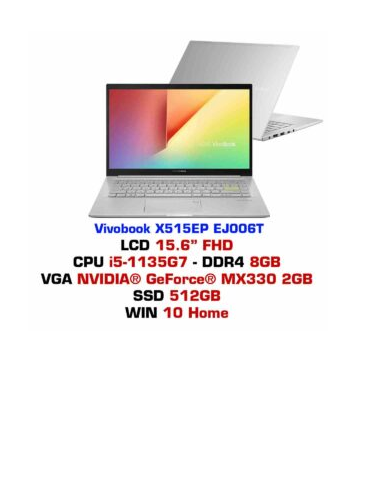 Vivobook X515EP EJ006T
LCD 15.6" FHD
CPU i5-1135G7 - DDR4 8GB
VGA NVIDIA® GeForce® MX330 2GB
SSD 512GB
WIN 10 Home